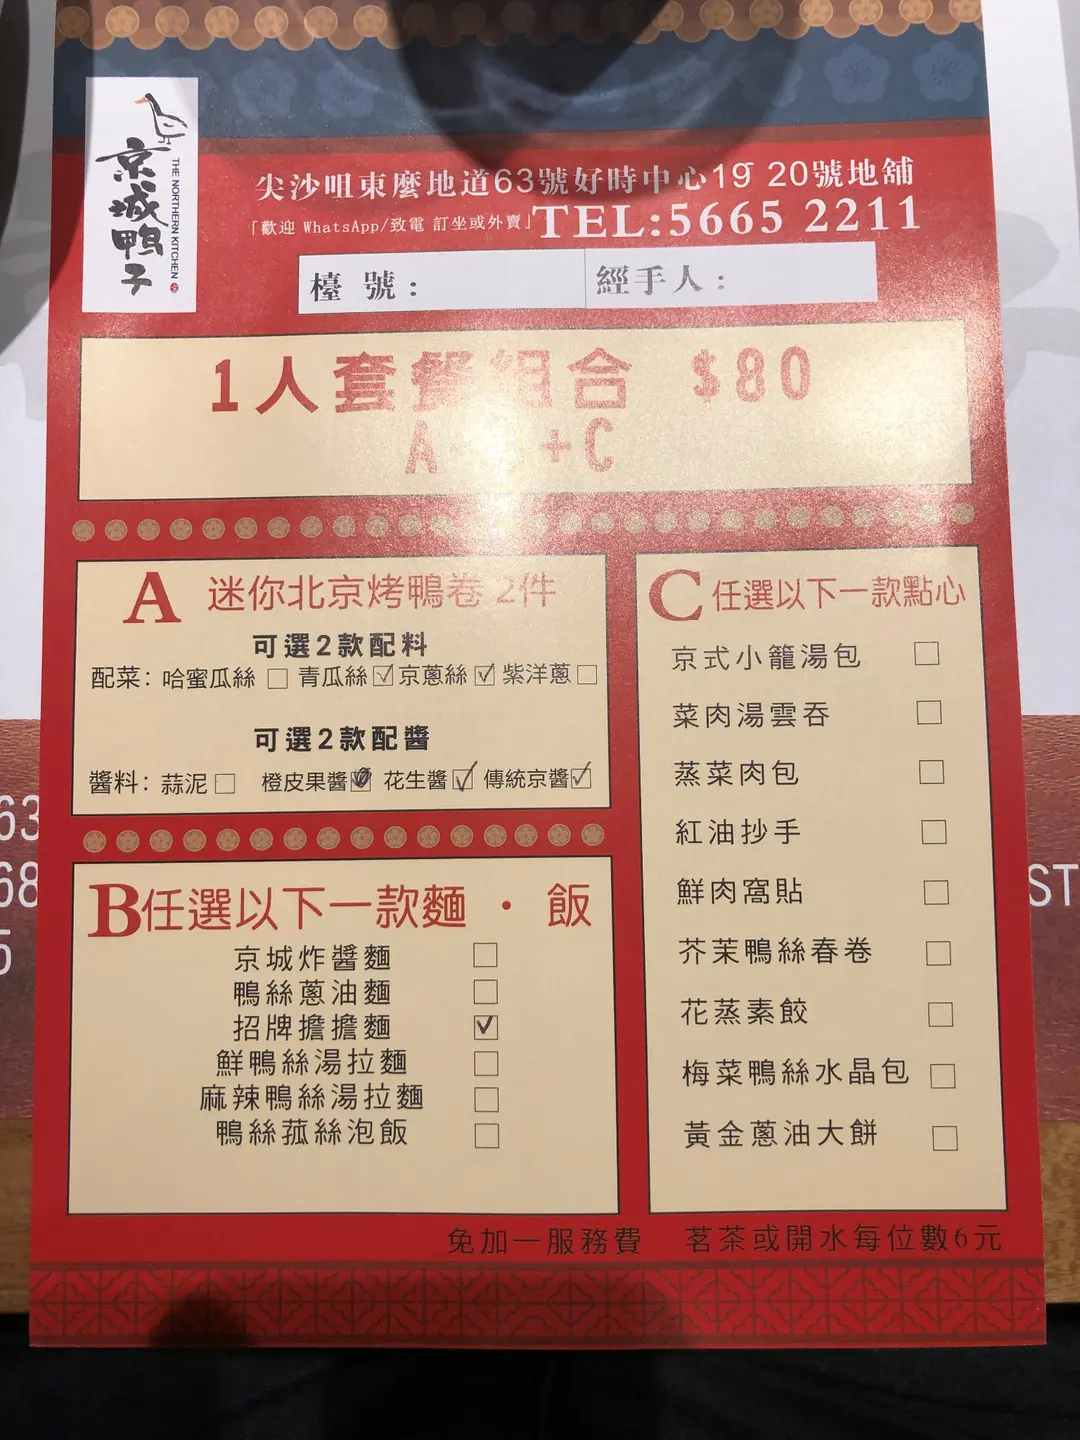 京城鴨子
THE NORTHERN KITCHEN
尖沙咀東麼地道63號好時中心19 20號地舖
「歡迎 WhatsApp/致電 訂坐或外賣」TEL:5665 2211
檯 號： 經手人：
1人套餐組合 $80
A +C
A 迷你北京烤鴨卷 2件
可選2款配料
配菜：哈蜜瓜絲 □ 青瓜絲 ☑ 京蔥絲 ☑ 紫洋蔥 □
可選2款配醬
醬料：蒜泥 □ 橙皮果醬 花生醬 ☑ 傳統京醬 ☑
B 任選以下一款麵 · 飯
京城炸醬麵 □
鴨絲蔥油麵 □
招牌擔擔麵 ☑
鮮鴨絲湯拉麵 □
麻辣鴨絲湯拉麵 □
鴨絲菰絲泡飯 □
C 任選以下一款點心
京式小籠湯包 □
菜肉湯雲吞 □
蒸菜肉包 □
紅油抄手 □
鮮肉窩貼 □
芥茉鴨絲春卷 □
花蒸素餃 □
梅菜鴨絲水晶包 □
黃金蔥油大餅 □
免加一服務費 茗茶或開水每位數6元
63
68
5
ST